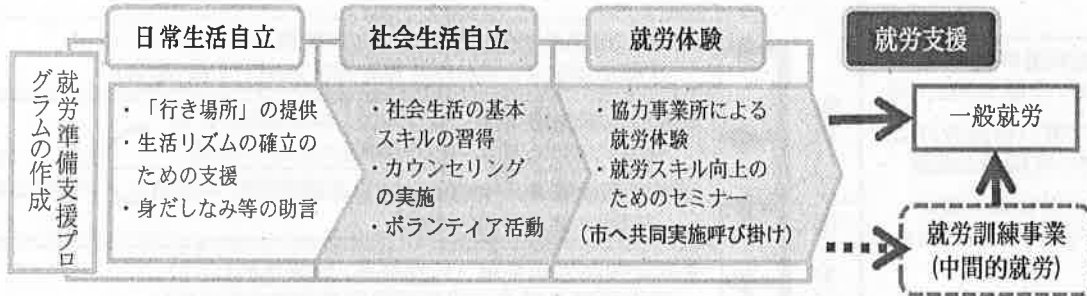 日常生活自立
社会生活自立
就労体験
就労支援
就労準備支援プロ
グラムの作成
・「行き場所」の提供
・生活リズムの確立の
ための支援
・身だしなみ等の助言
・社会生活の基本
スキルの習得
・カウンセリング
の実施
・ボランティア活動
・協力事業所による
就労体験
・就労スキル向上の
ためのセミナー
(市へ共同実施呼び掛け)
一般就労
就労訓練事業
(中間的就労)